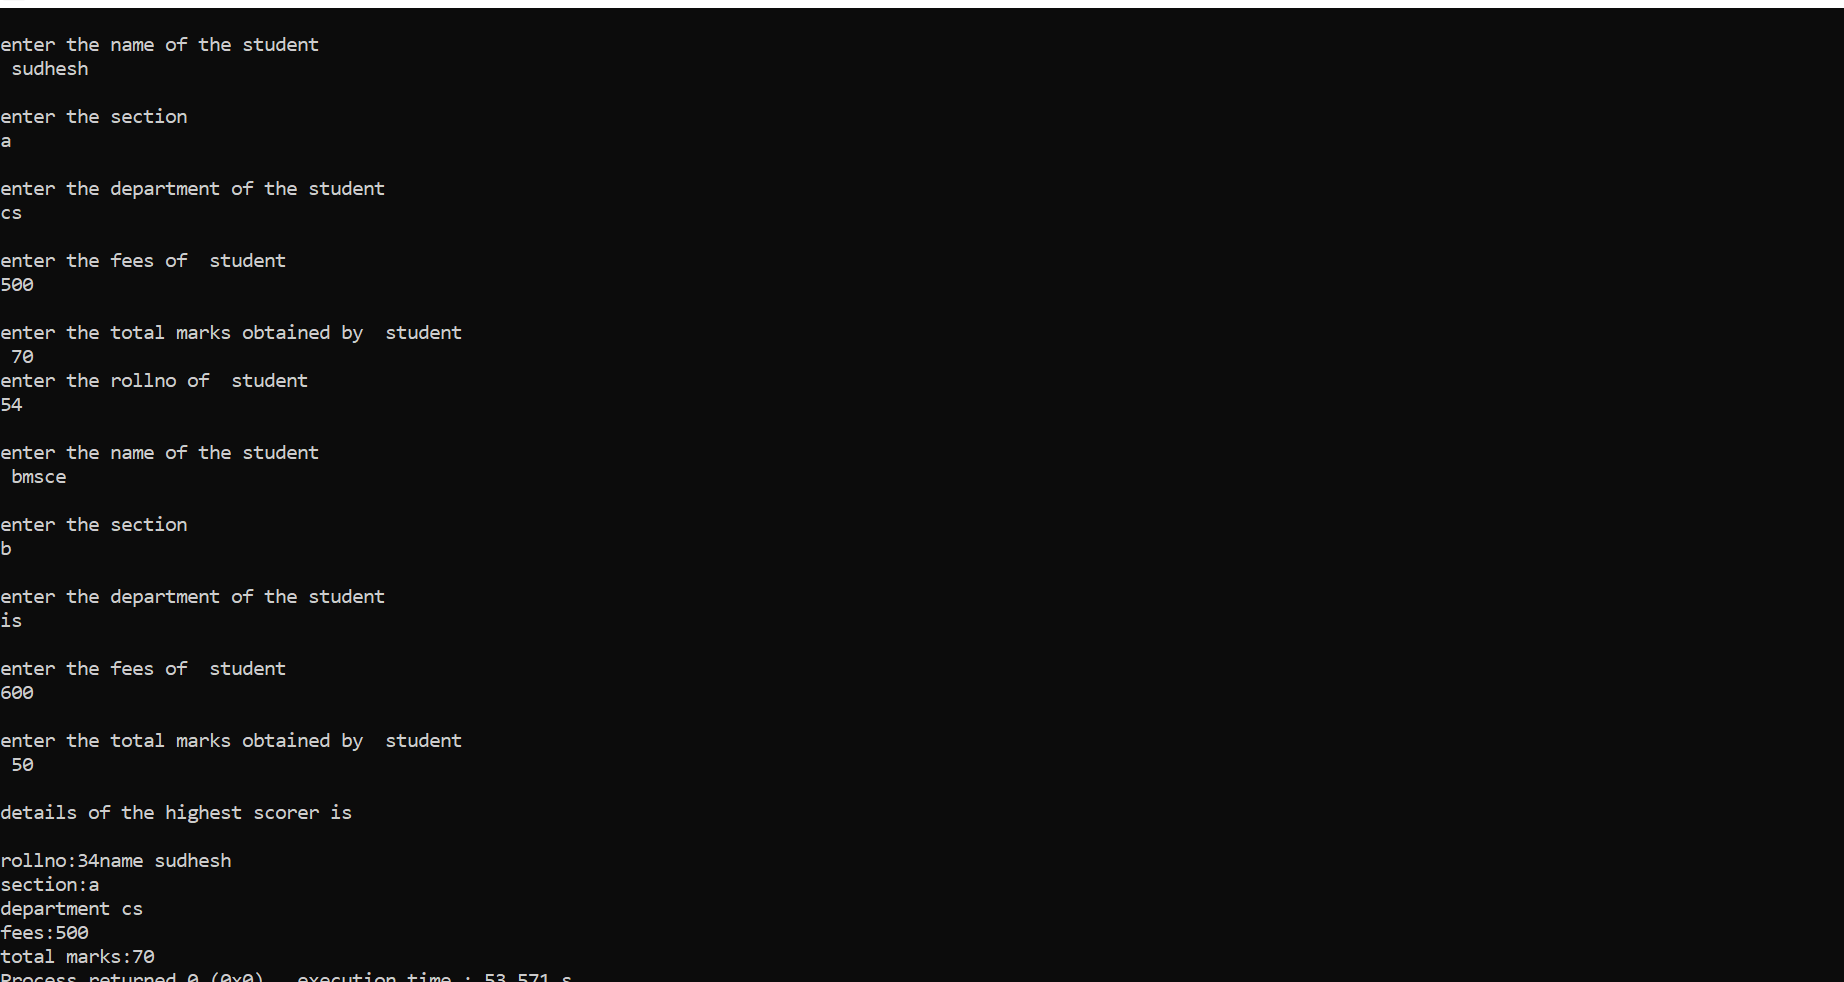 enter the name of the student
sudhesh
enter the section
a
enter the department of the student
cs
enter the fees of  student
500
enter the total marks obtained by  student
70
enter the rollno of  student
54
enter the name of the student
bmsce
enter the section
b
enter the department of the student
is
enter the fees of  student
600
enter the total marks obtained by  student
50
details of the highest scorer is
rollno:34name sudhesh
section:a
department cs
fees:500
total marks:70
Process returned 0 (0x0)   execution time : 53.571 s